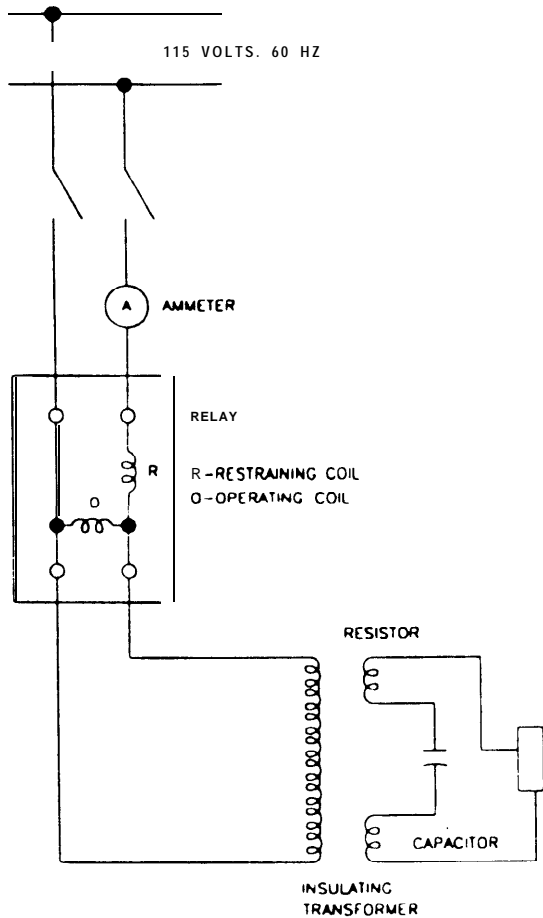 115 VOLTS. 60 HZ
A AMMETER
RELAY
R
R-RESTRAINING COIL
O
O-OPERATING COIL
RESISTOR
CAPACITOR
INSULATING
TRANSFORMER